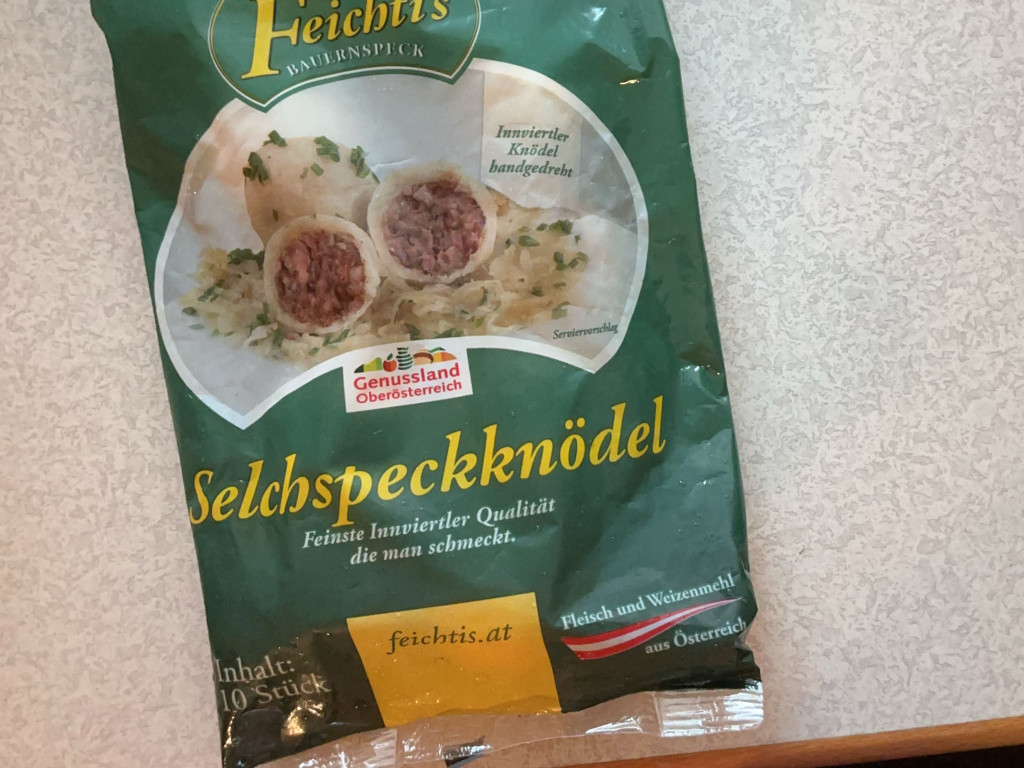 Feichtis
BAUERNSPECK
Innviertler
Knödel
handgedreht
Serviervorschlag
Genussland
Oberösterreich
Selchspeckknödel
Feinste Innviertler Qualität
die man schmeckt.
feichtis.at
Fleisch und Weizenmehl
aus Österreich
Inhalt:
10 Stück